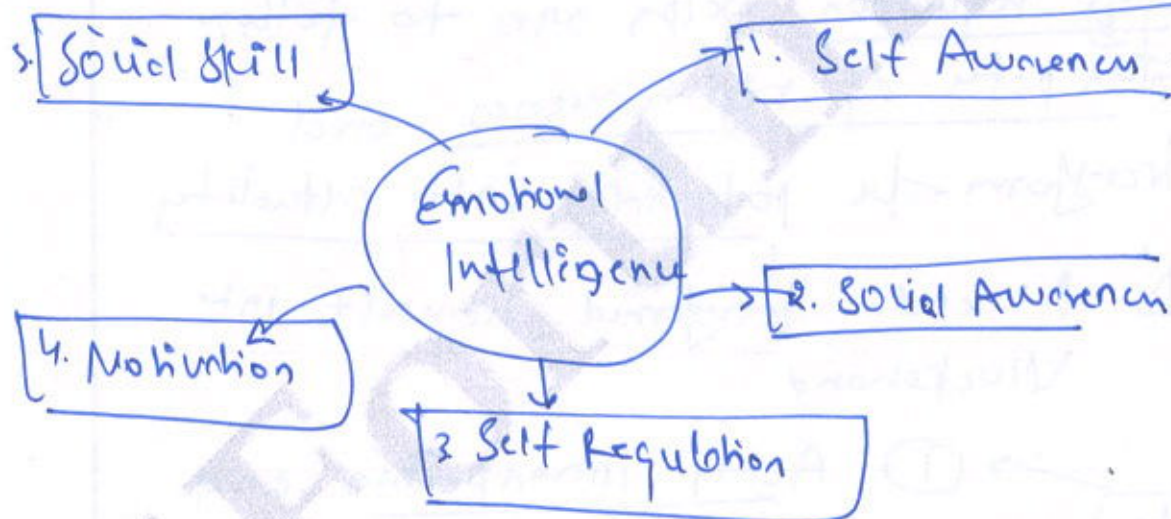 5. Social Skill
1. Self Awareness
Emotional
Intelligence
2. Social Awareness
4. Motivation
3 Self Regulation